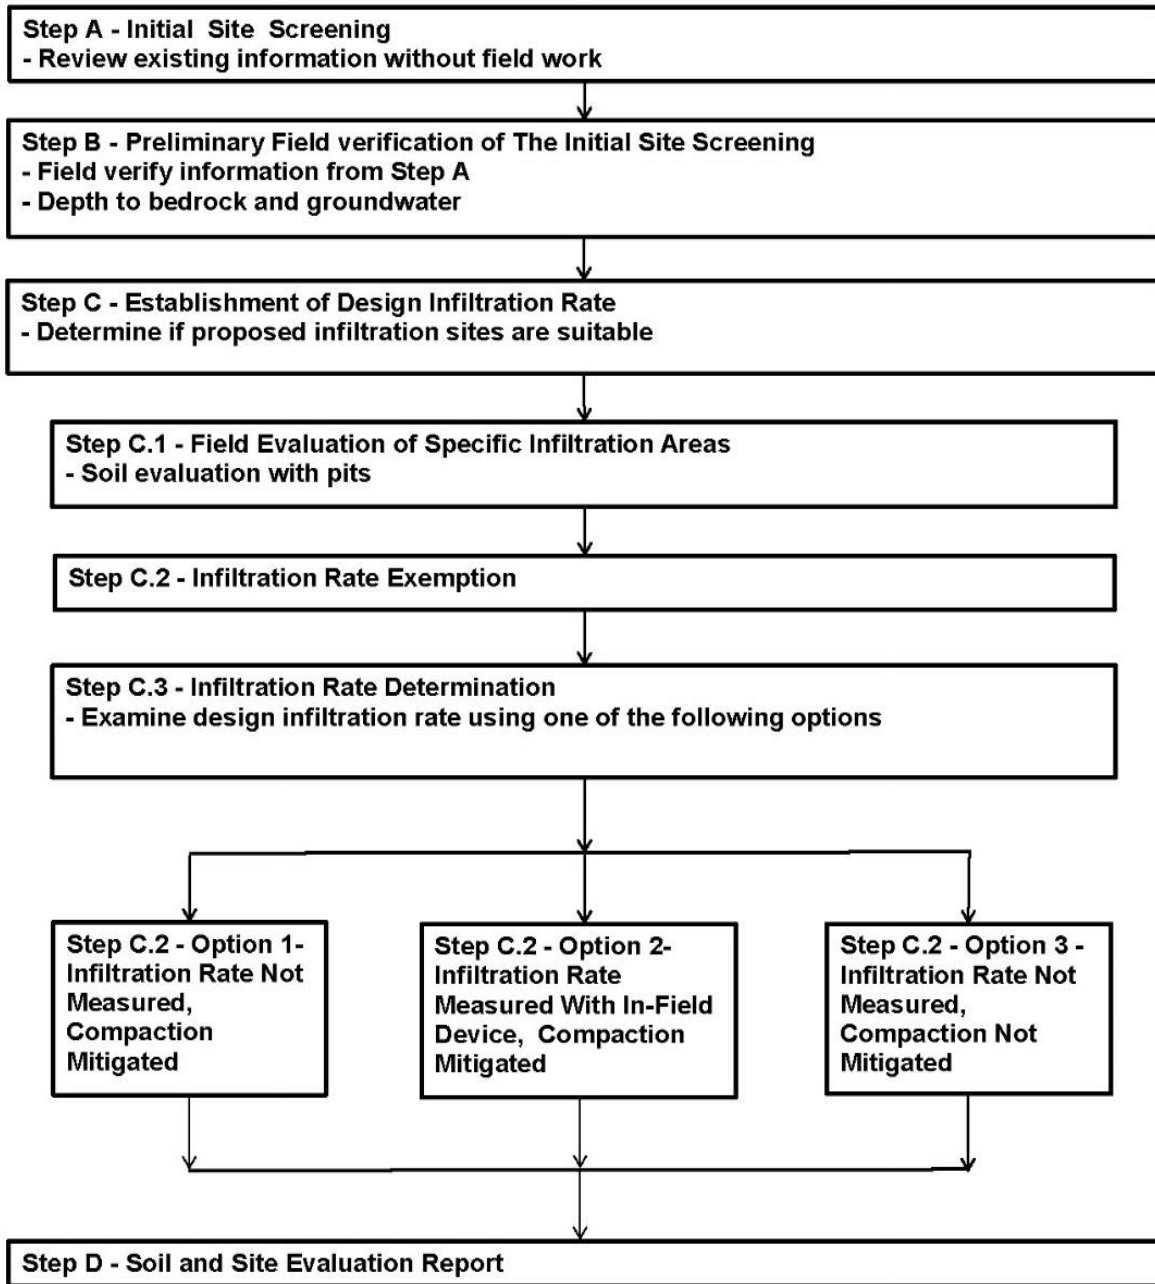 Step A - Initial Site Screening
- Review existing information without field work
Step B - Preliminary Field verification of The Initial Site Screening
- Field verify information from Step A
- Depth to bedrock and groundwater
Step C - Establishment of Design Infiltration Rate
- Determine if proposed infiltration sites are suitable
Step C.1 - Field Evaluation of Specific Infiltration Areas
- Soil evaluation with pits
Step C.2 - Infiltration Rate Exemption
Step C.3 - Infiltration Rate Determination
- Examine design infiltration rate using one of the following options
Step C.2 - Option 1-
Infiltration Rate Not
Measured,
Compaction
Mitigated
Step C.2 - Option 2-
Infiltration Rate
Measured With In-Field
Device, Compaction
Mitigated
Step C.2 - Option 3 -
Infiltration Rate Not
Measured,
Compaction Not
Mitigated
Step D - Soil and Site Evaluation Report